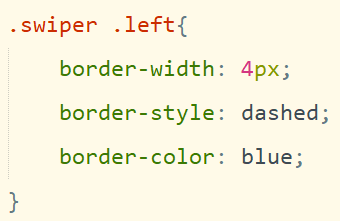 .swiper .left{
border-width: 4px;
border-style: dashed;
border-color: blue;
}